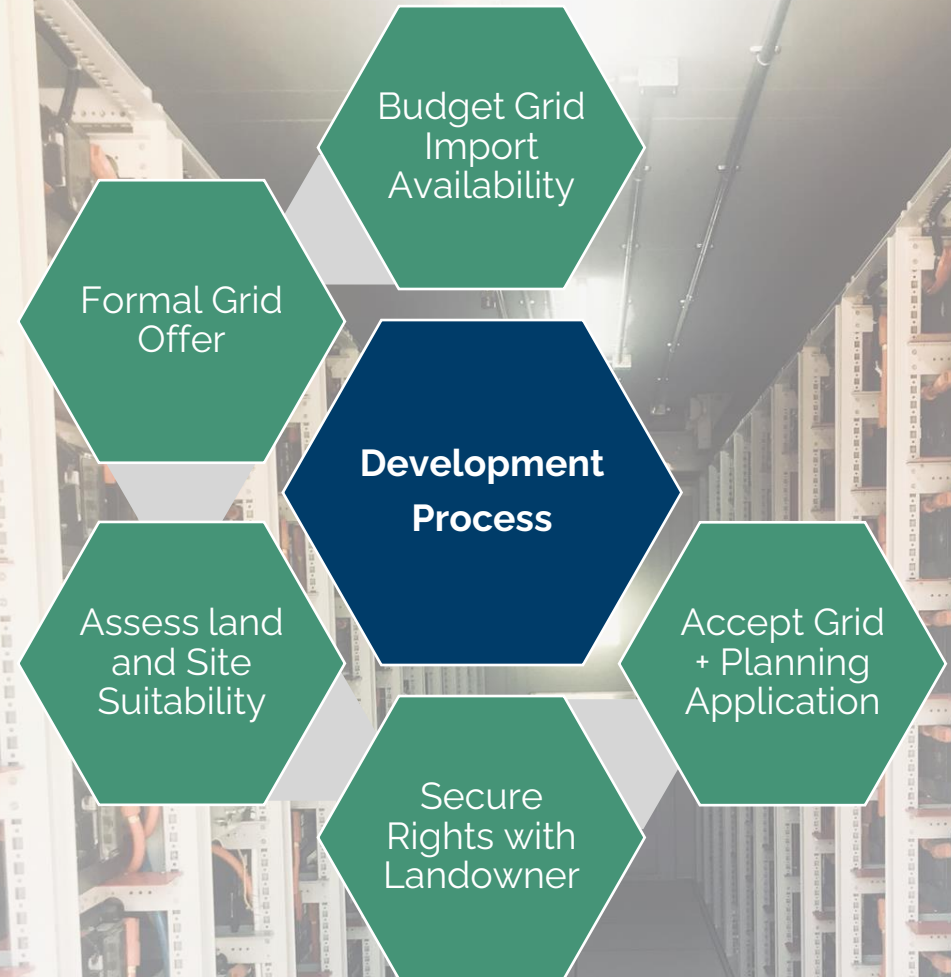 Budget Grid
Import
Availability
Formal Grid
Offer
Development
Process
Assess land
and Site
Suitability
Accept Grid
+ Planning
Application
Secure
Rights with
Landowner